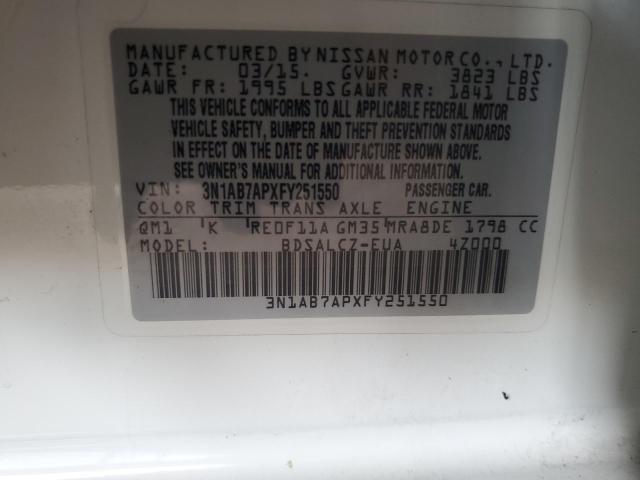 MANUFACTURED BY NISSAN MOTOR CO., LTD.
DATE: 03/15. GVWR: 3823 LBS
GAWR FR: 1995 LBS GAWR RR: 1841 LBS
THIS VEHICLE CONFORMS TO ALL APPLICABLE FEDERAL MOTOR
VEHICLE SAFETY, BUMPER AND THEFT PREVENTION STANDARDS
IN EFFECT ON THE DATE OF MANUFACTURE SHOWN ABOVE.
SEE OWNER'S MANUAL FOR ADDITIONAL INFORMATION.
VIN: 3N1AB7APXFY251550 PASSENGER CAR.
COLOR TRIM TRANS AXLE ENGINE
QM1 K RE0F11A GM35 MRA8DE 1798 CC
MODEL: BDSALCZ-EUA 4Z000
3N1AB7APXFY251550